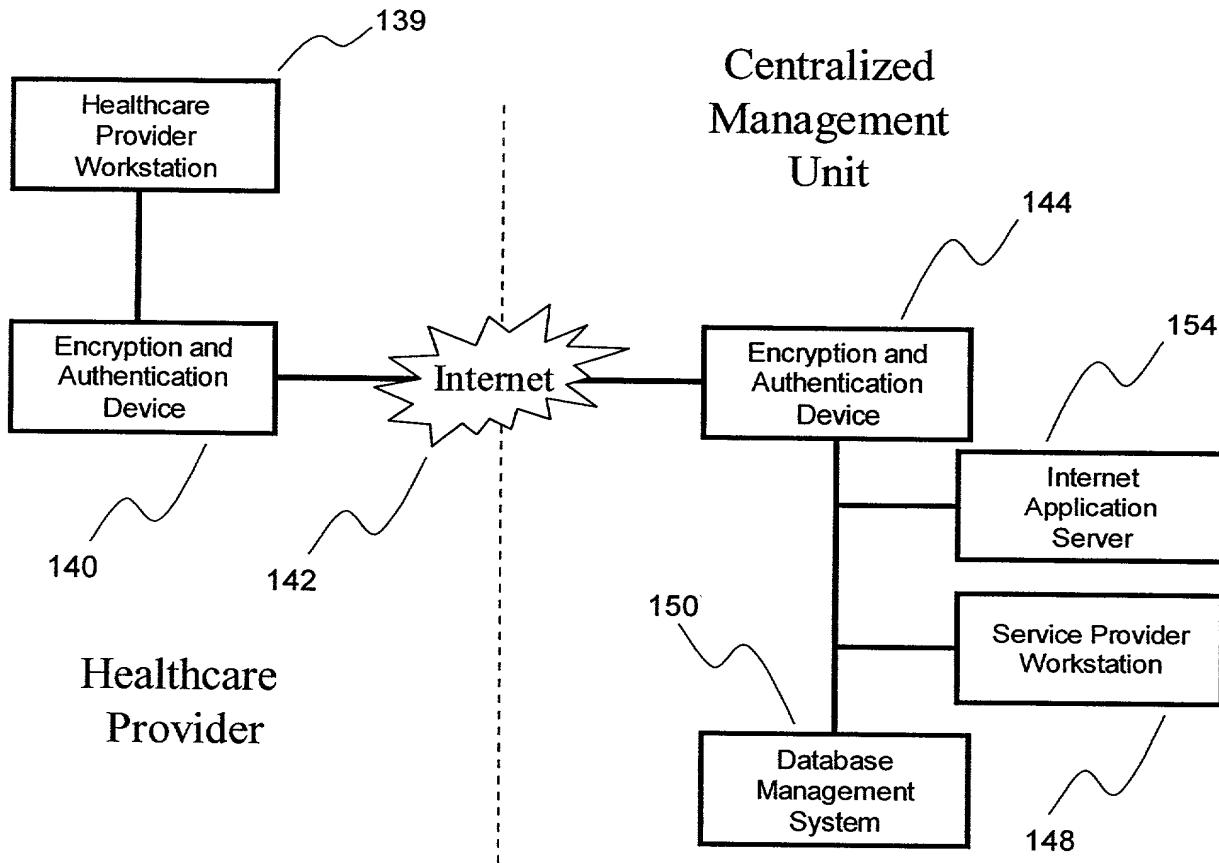 139
Healthcare
Provider
Workstation
Centralized
Management
Unit
144
Encryption and
Authentication
Device
Internet
Encryption and
Authentication
Device
154
140
142
Internet
Application
Server
150
Service Provider
Workstation
Healthcare
Provider
Database
Management
System
148